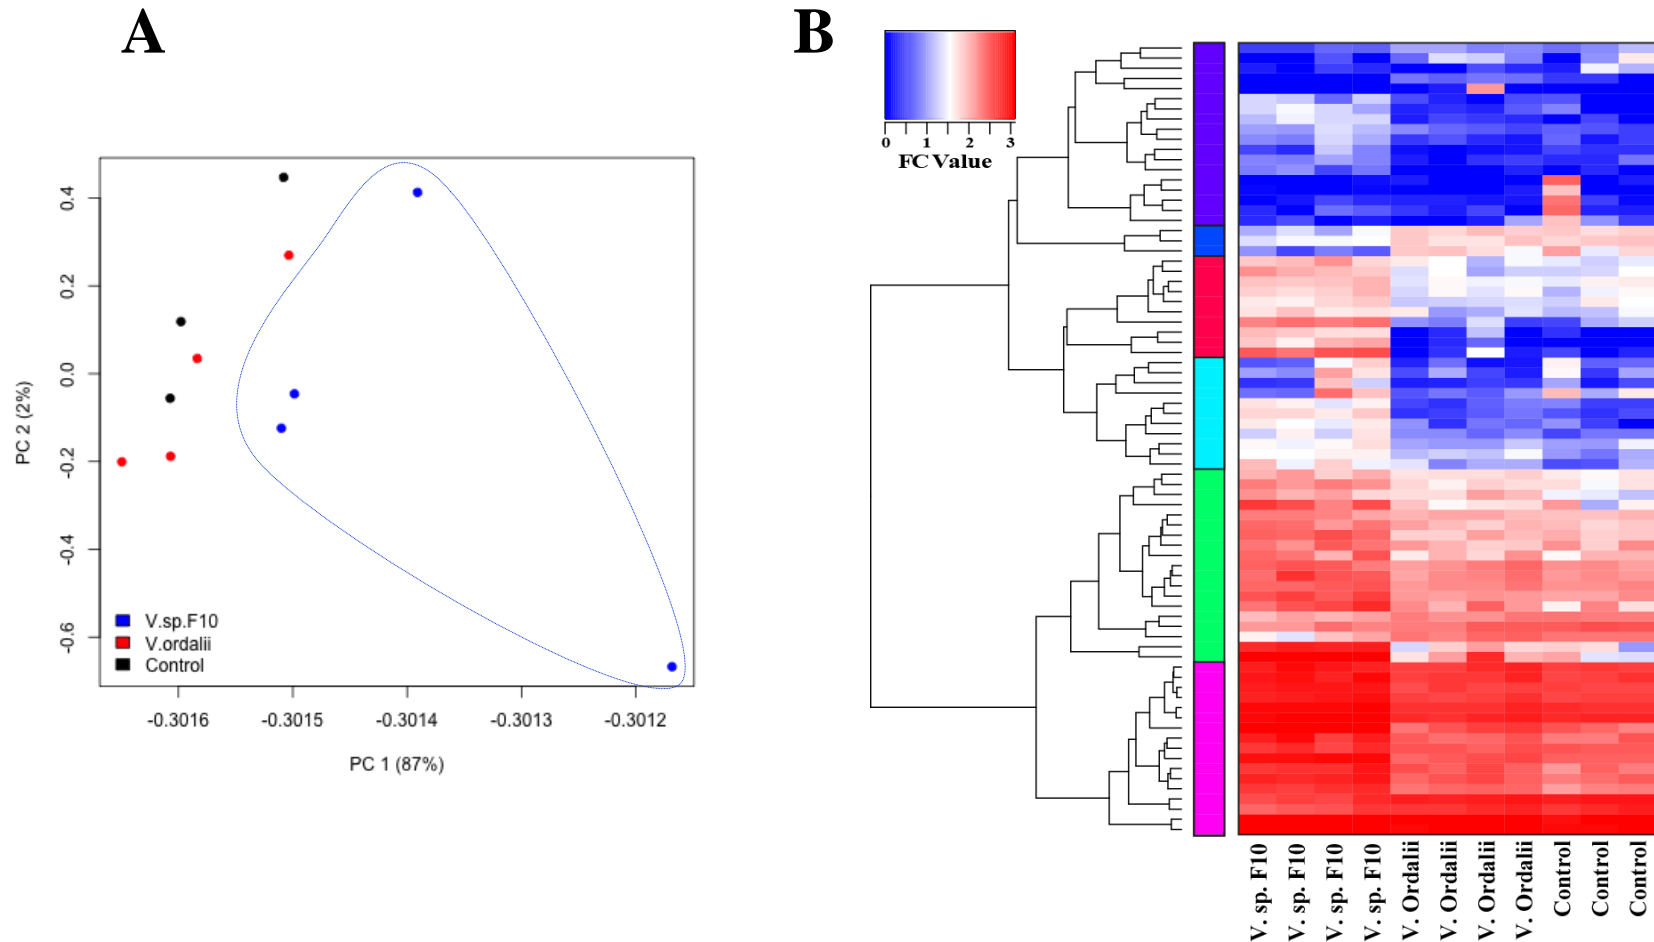 A
B
0 1 2 3
FC Value
0.4
0.2
0.0
-0.2
-0.4
-0.6
PC 2 (2%)
V.sp.F10
V.ordalii
Control
-0.3016 -0.3015 -0.3014 -0.3013 -0.3012
PC 1 (87%)
V. sp. F10
V. sp. F10
V. sp. F10
V. sp. F10
V. Ordalii
V. Ordalii
V. Ordalii
V. Ordalii
Control
Control
Control